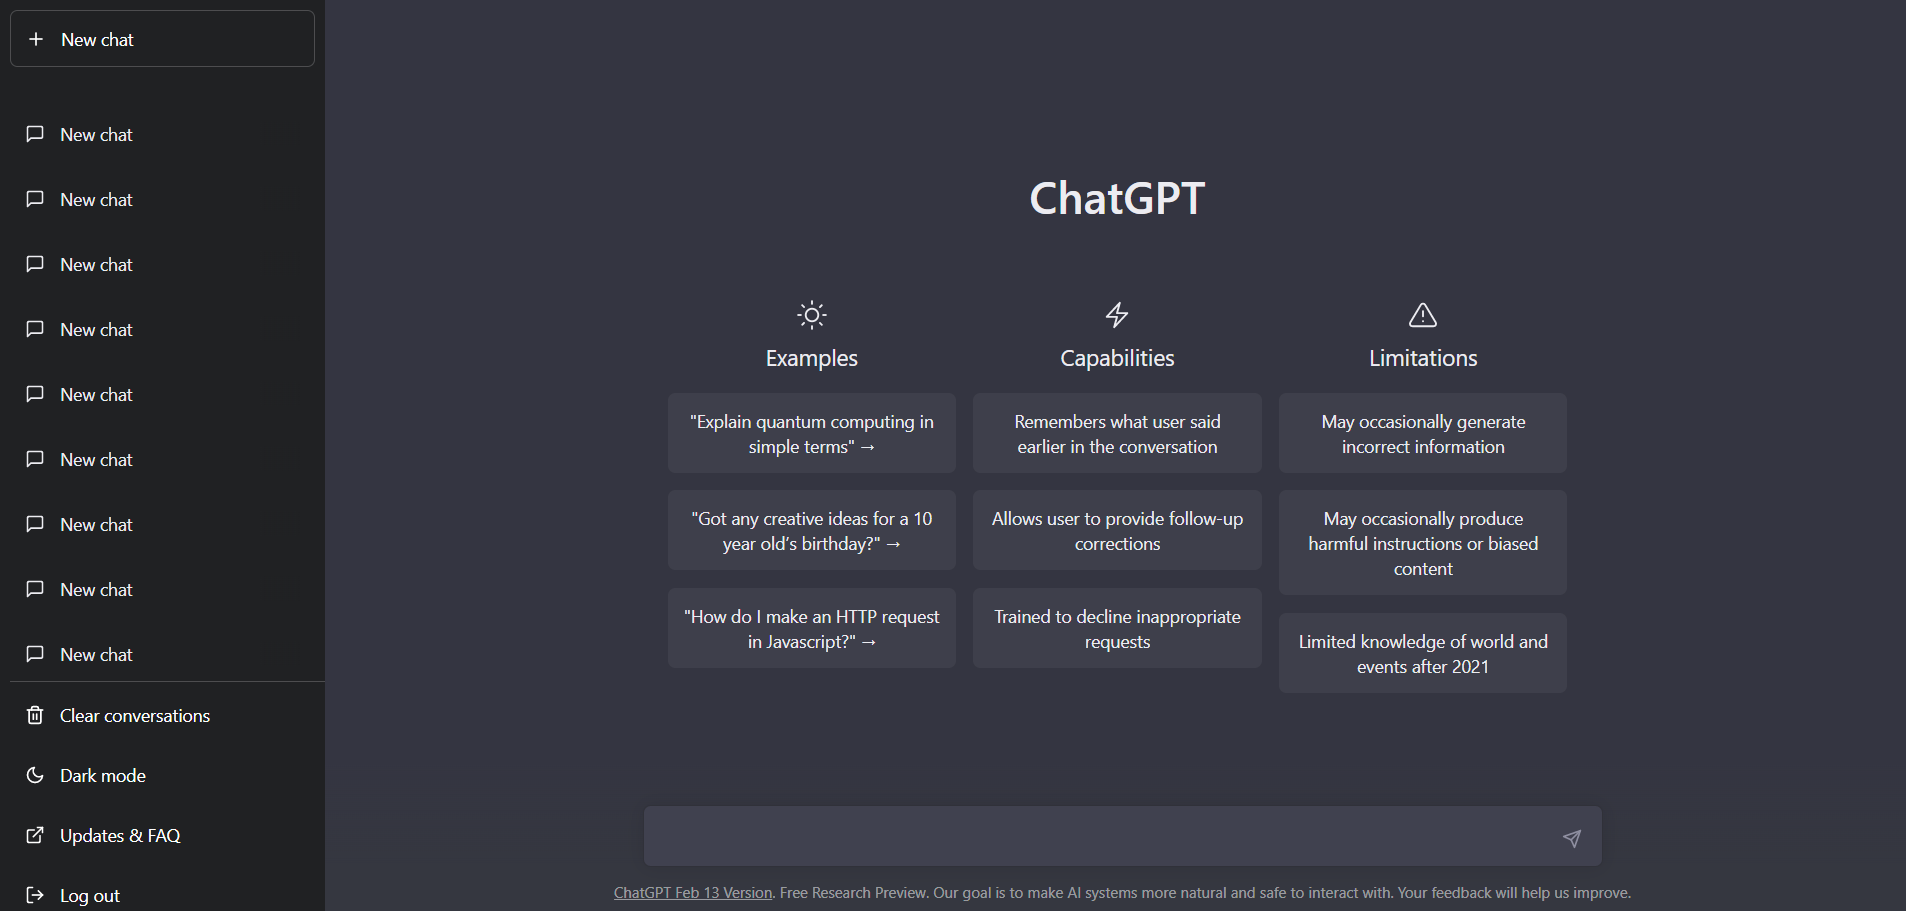 New chat
New chat
New chat
New chat
New chat
New chat
New chat
New chat
New chat
New chat
Clear conversations
Dark mode
Updates & FAQ
Log out
ChatGPT
Examples
"Explain quantum computing in
simple terms" →
"Got any creative ideas for a 10
year old’s birthday?" →
"How do I make an HTTP request
in Javascript?" →
Capabilities
Remembers what user said
earlier in the conversation
Allows user to provide follow-up
corrections
Trained to decline inappropriate
requests
Limitations
May occasionally generate
incorrect information
May occasionally produce
harmful instructions or biased
content
Limited knowledge of world and
events after 2021
ChatGPT Feb 13 Version. Free Research Preview. Our goal is to make AI systems more natural and safe to interact with. Your feedback will help us improve.